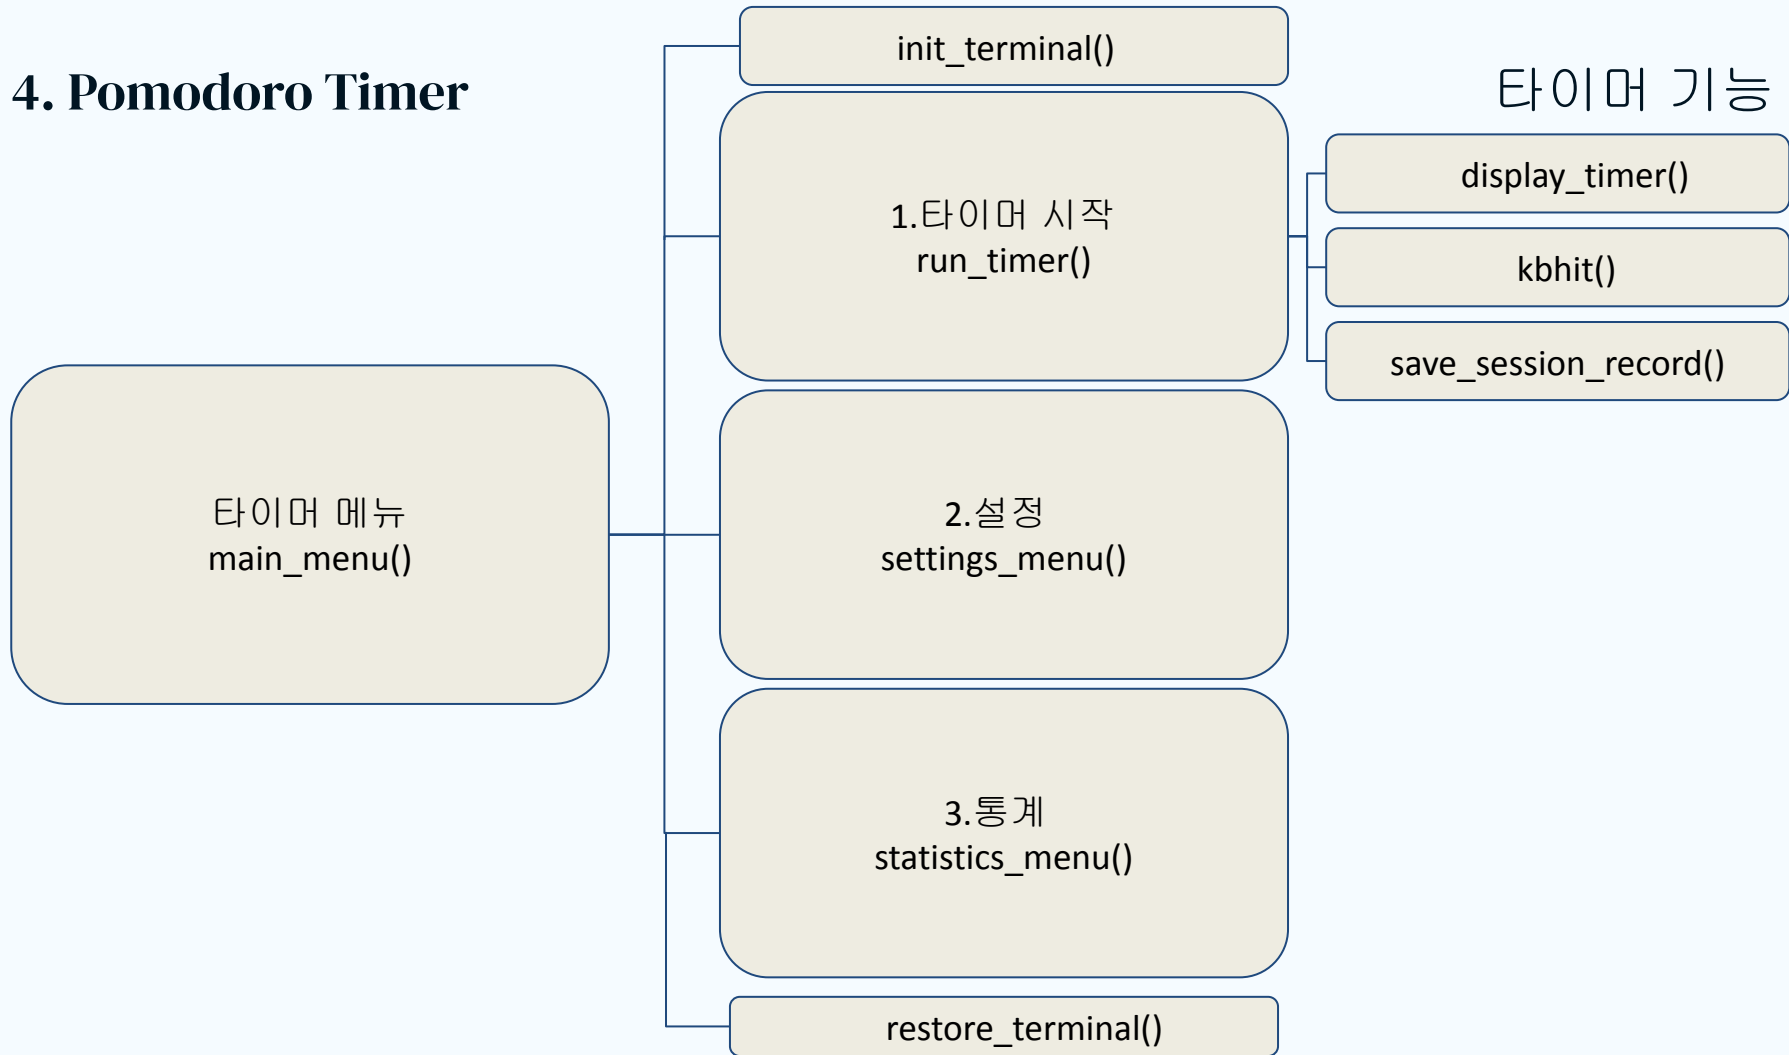 4. Pomodoro Timer
타이머 기능
init_terminal()
1.타이머 시작
run_timer()
display_timer()
kbhit()
save_session_record()
타이머 메뉴
main_menu()
2.설정
settings_menu()
3.통계
statistics_menu()
restore_terminal()